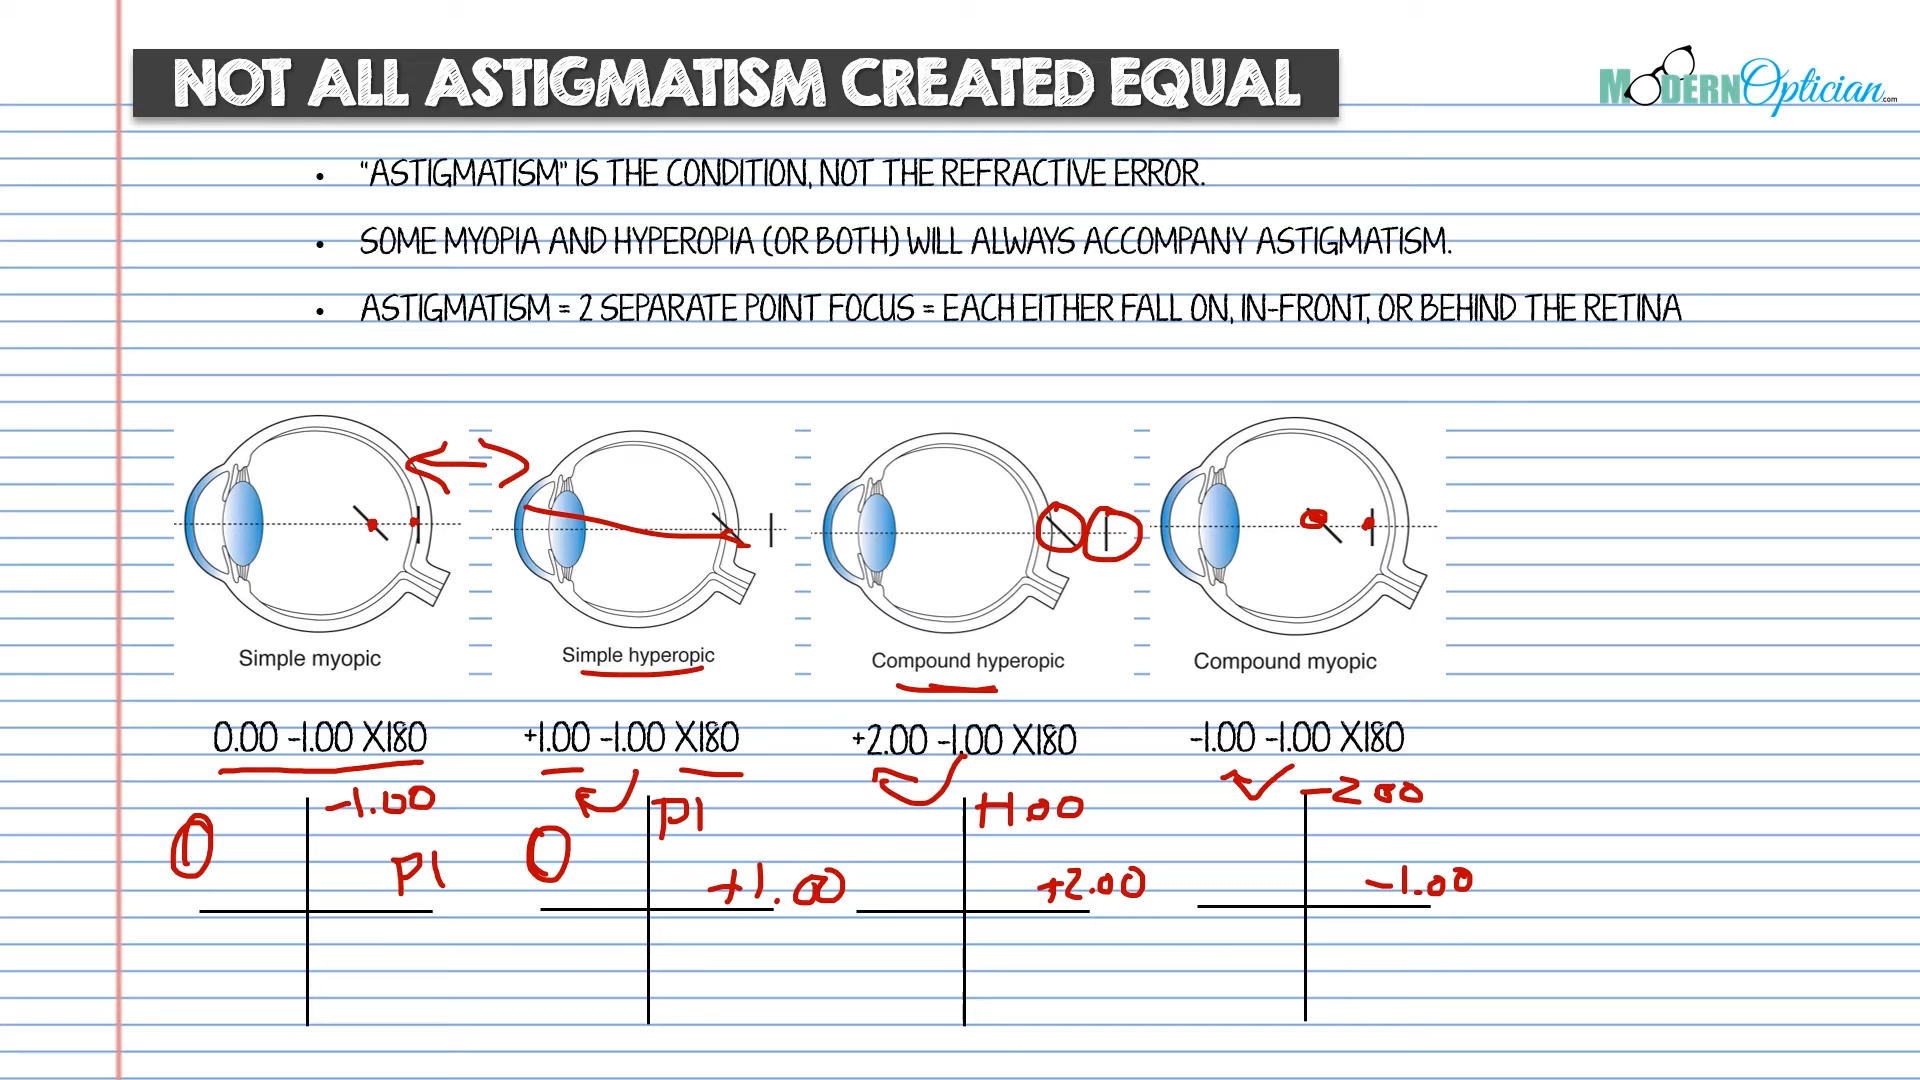 NOT ALL ASTIGMATISM CREATED EQUAL
MODERNOptician.com
• "ASTIGMATISM" IS THE CONDITION, NOT THE REFRACTIVE ERROR.
• SOME MYOPIA AND HYPEROPIA (OR BOTH) WILL ALWAYS ACCOMPANY ASTIGMATISM.
• ASTIGMATISM = 2 SEPARATE POINT FOCUS = EACH EITHER FALL ON, IN-FRONT, OR BEHIND THE RETINA
Simple myopic Simple hyperopic Compound hyperopic Compound myopic
0.00 -1.00 X180 +1.00 -1.00 X180 +2.00 -1.00 X180 -1.00 -1.00 X180
-1.00 Pl +1.00 -2.00
0 Pl 0 +1.00 +2.00 -1.00